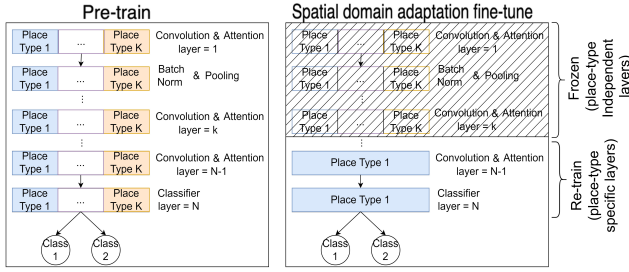 Pre-train
Place Type 1 ... Place Type K Convolution & Attention layer = 1
Place Type 1 ... Place Type K Batch Norm & Pooling
...
Place Type 1 ... Place Type K Convolution & Attention layer = k
...
Place Type 1 ... Place Type K Convolution & Attention layer = N-1
Place Type 1 ... Place Type K Classifier layer = N
Class 1
Class 2
Spatial domain adaptation fine-tune
Place Type 1 ... Place Type K Convolution & Attention layer = 1
Place Type 1 ... Place Type K Batch Norm & Pooling
...
Place Type 1 ... Place Type K Convolution & Attention layer = k
...
Place Type 1 Convolution & Attention layer = N-1
Place Type 1 Classifier layer = N
Class 1
Class 2
Frozen
(place-type
Independent
layers)
Re-train
(place-type
specific layers)